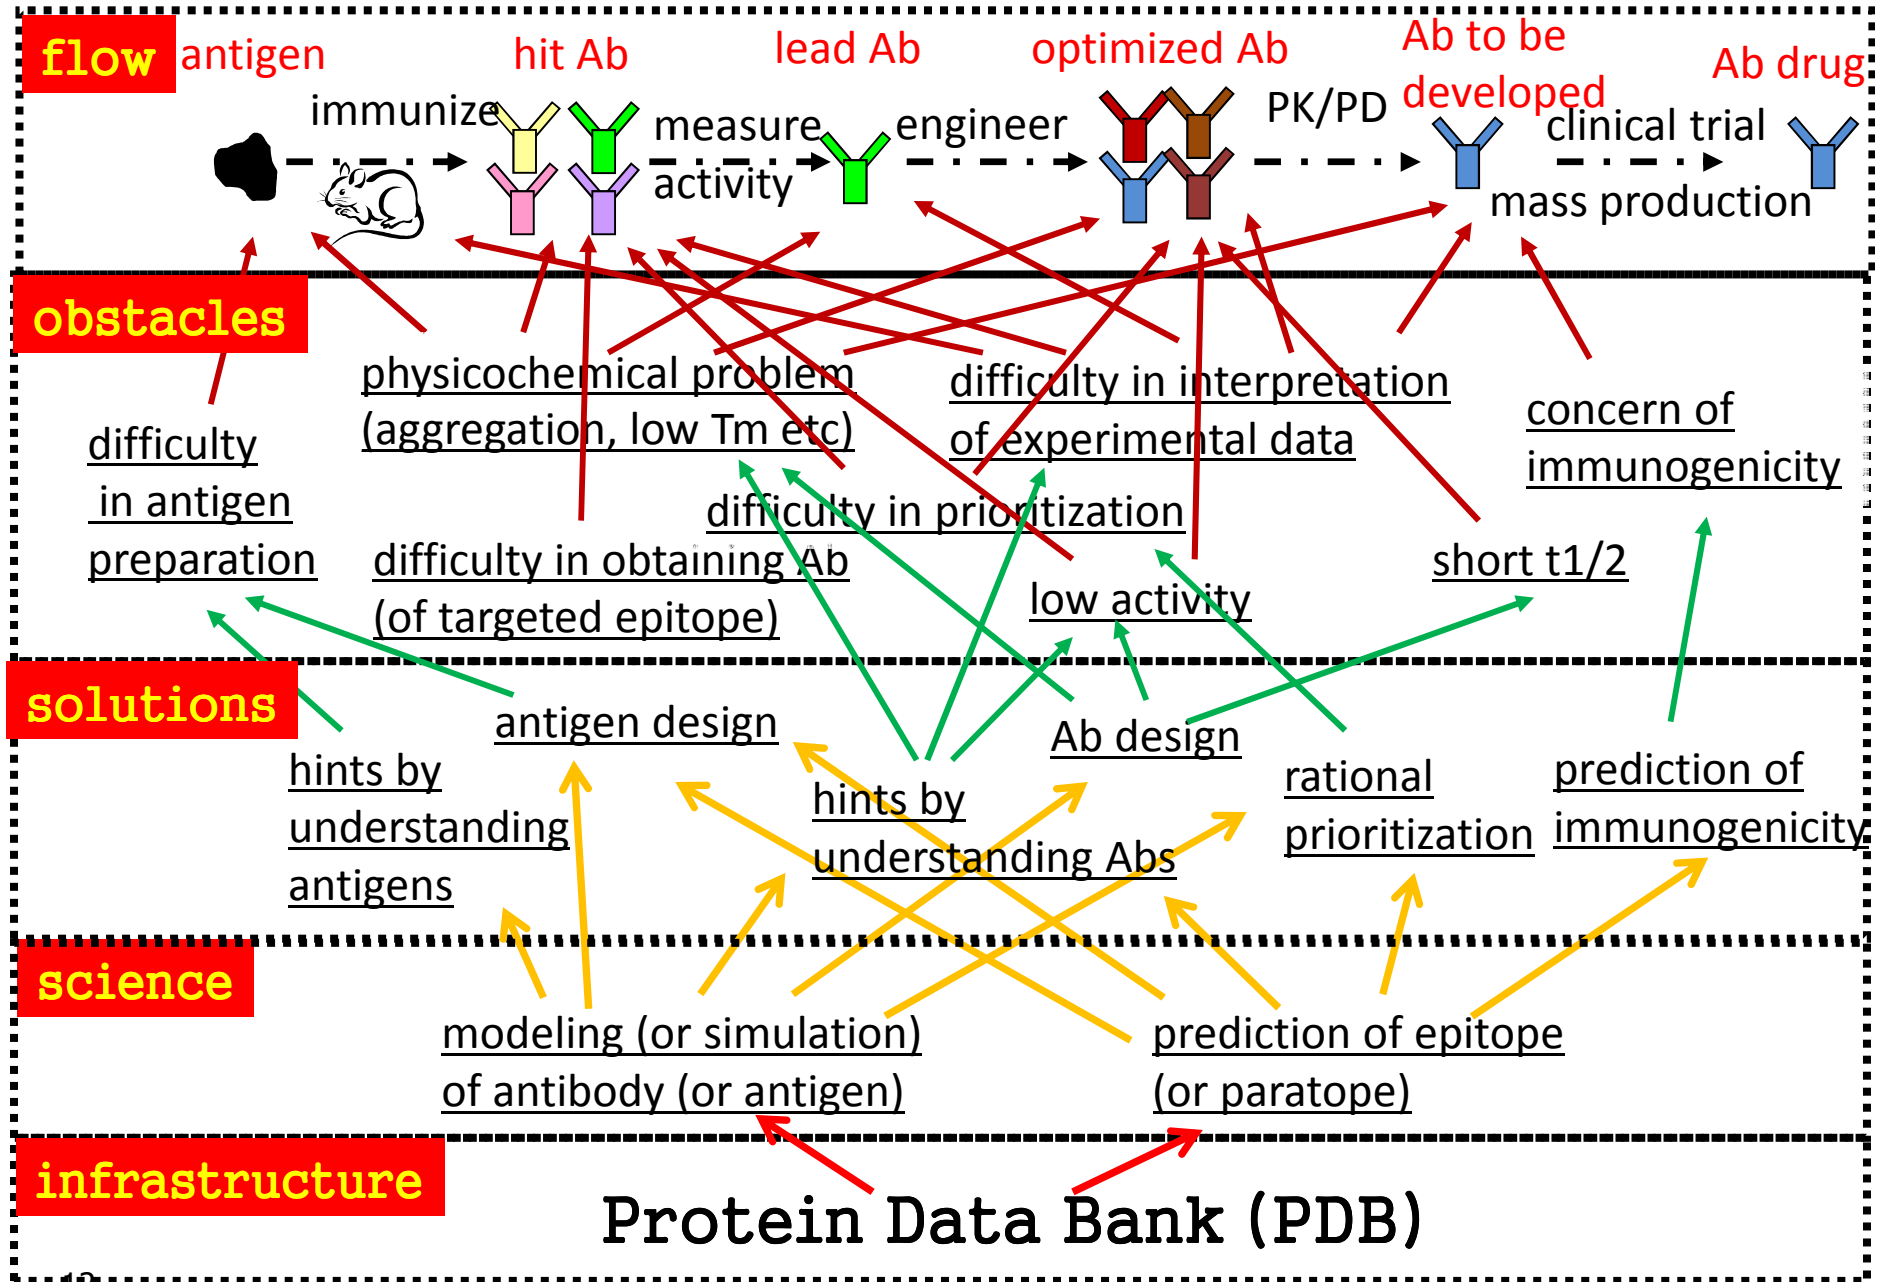 flow
antigen
hit Ab
lead Ab
optimized Ab
Ab to be
developed
Ab drug
immunize
measure
activity
engineer
PK/PD
clinical trial
mass production
obstacles
physicochemical problem
(aggregation, low Tm etc)
difficulty in interpretation
of experimental data
concern of
immunogenicity
difficulty
in antigen
preparation
difficulty in prioritization
difficulty in obtaining Ab
(of targeted epitope)
low activity
short t1/2
solutions
antigen design
Ab design
hints by
understanding
antigens
hints by
understanding Abs
rational
prioritization
prediction of
immunogenicity
science
modeling (or simulation)
of antibody (or antigen)
prediction of epitope
(or paratope)
infrastructure
Protein Data Bank (PDB)